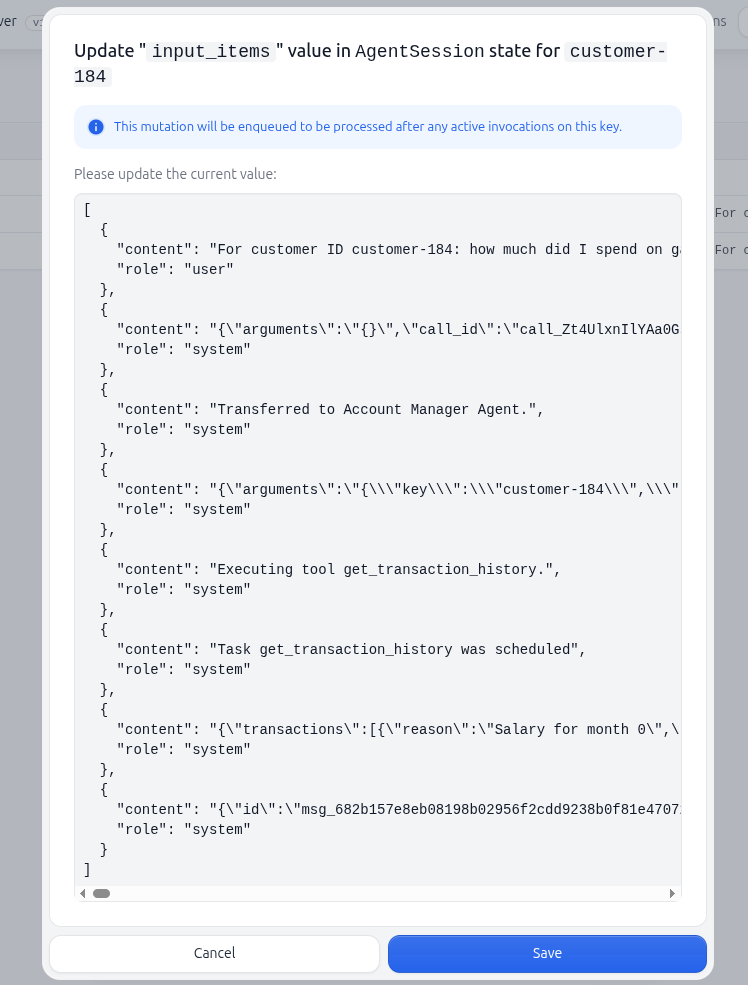 ver
ns
Update "input_items" value in AgentSession state for customer-
184
This mutation will be enqueued to be processed after any active invocations on this key.
Please update the current value:
[
{
"content": "For customer ID customer-184: how much did I spend on
"role": "user"
},
{
"content": "{\"arguments\":\"{}\",\"call_id\":\"call_Zt4UlxnIlYAa0G
"role": "system"
},
{
"content": "Transferred to Account Manager Agent.",
"role": "system"
},
{
"content": "{\"arguments\":\"{\\\"key\\\":\\\"customer-184\\\",\\\"
"role": "system"
},
{
"content": "Executing tool get_transaction_history.",
"role": "system"
},
{
"content": "Task get_transaction_history was scheduled",
"role": "system"
},
{
"content": "{\"transactions\":[{\"reason\":\"Salary for month 0\",\
"role": "system"
},
{
"content": "{\"id\":\"msg_682b157e8eb08198b02956f2cdd9238b0f81e4707
"role": "system"
}
]
For
For
Cancel
Save